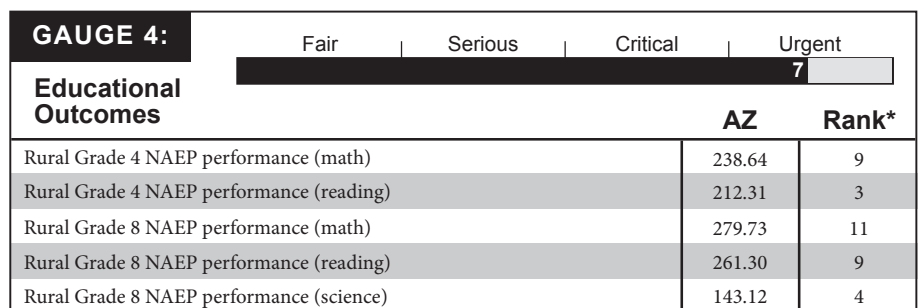 GAUGE 4:
Fair Serious Critical Urgent
7
Educational
Outcomes
AZ Rank*
Rural Grade 4 NAEP performance (math) 238.64 9
Rural Grade 4 NAEP performance (reading) 212.31 3
Rural Grade 8 NAEP performance (math) 279.73 11
Rural Grade 8 NAEP performance (reading) 261.30 9
Rural Grade 8 NAEP performance (science) 143.12 4